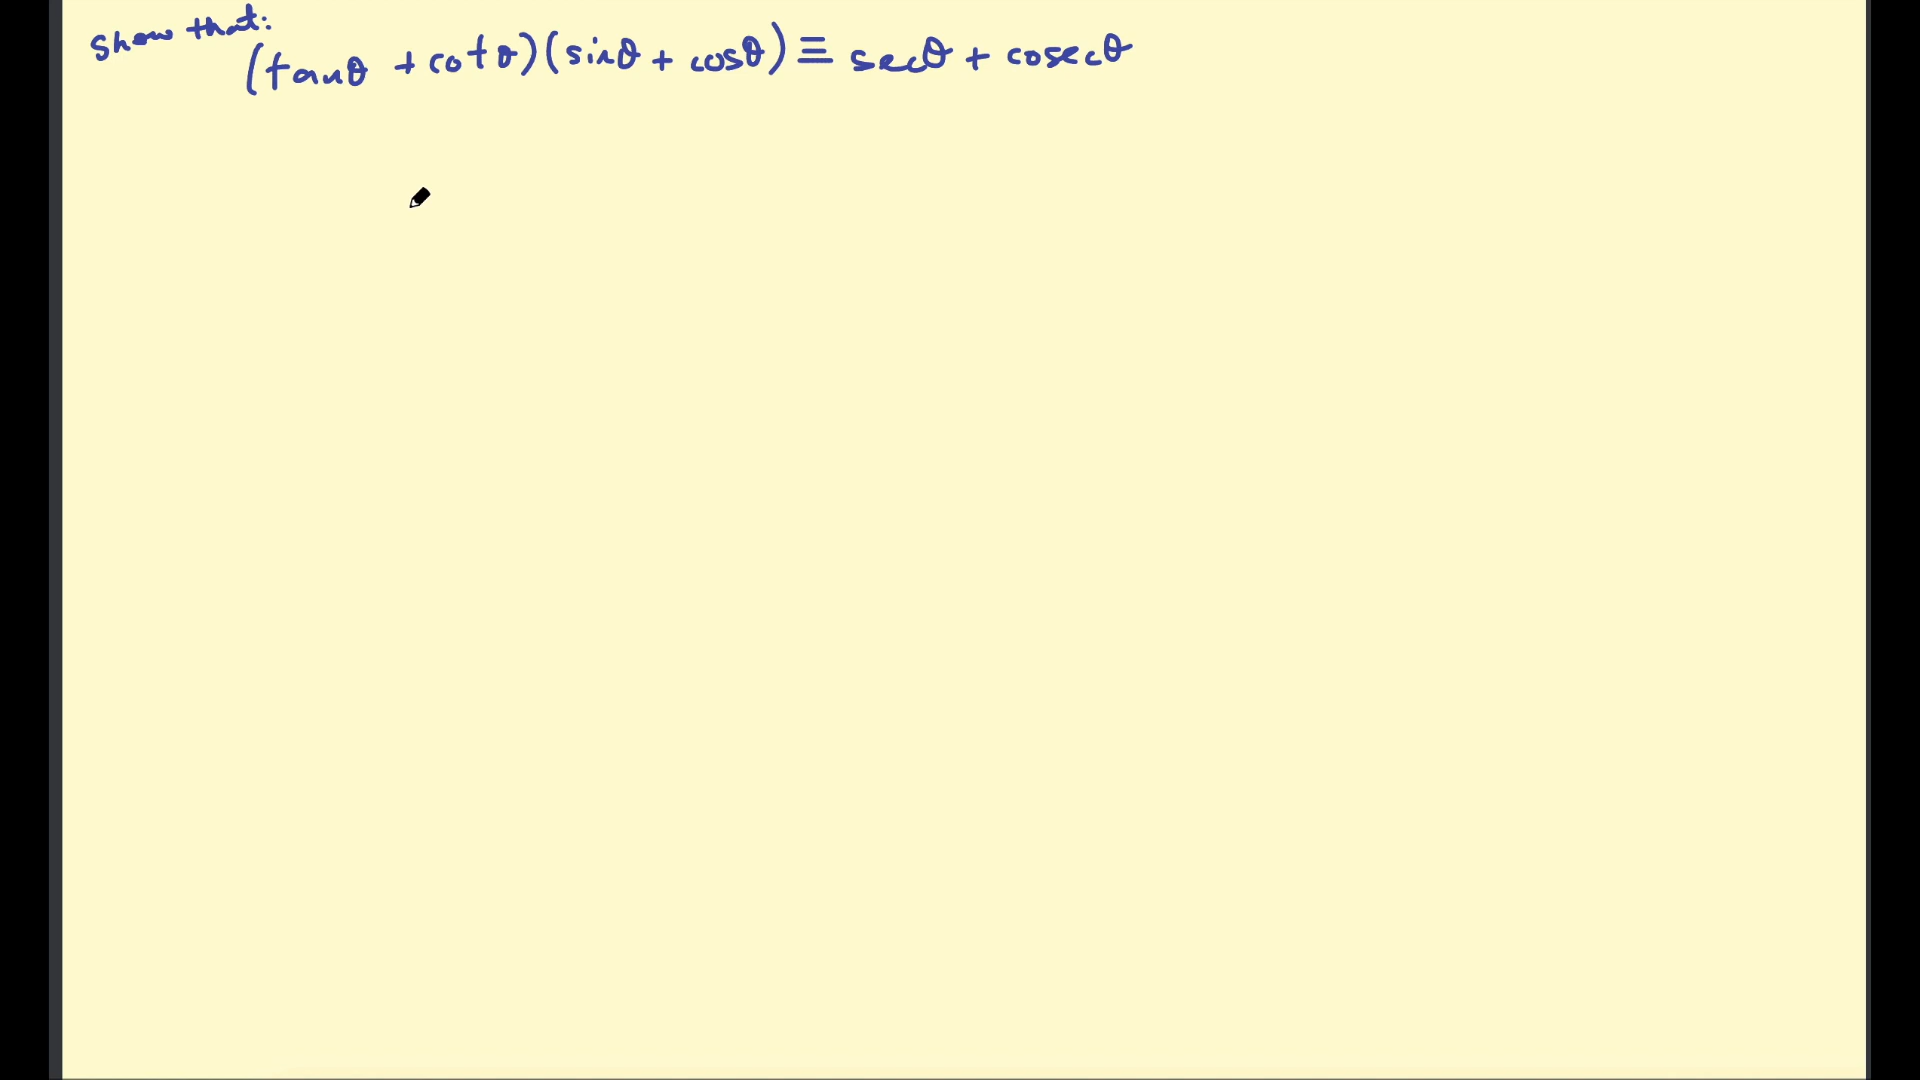 Show that:
(tanθ + cotθ)(sinθ + cosθ) ≡ secθ + cosecθ